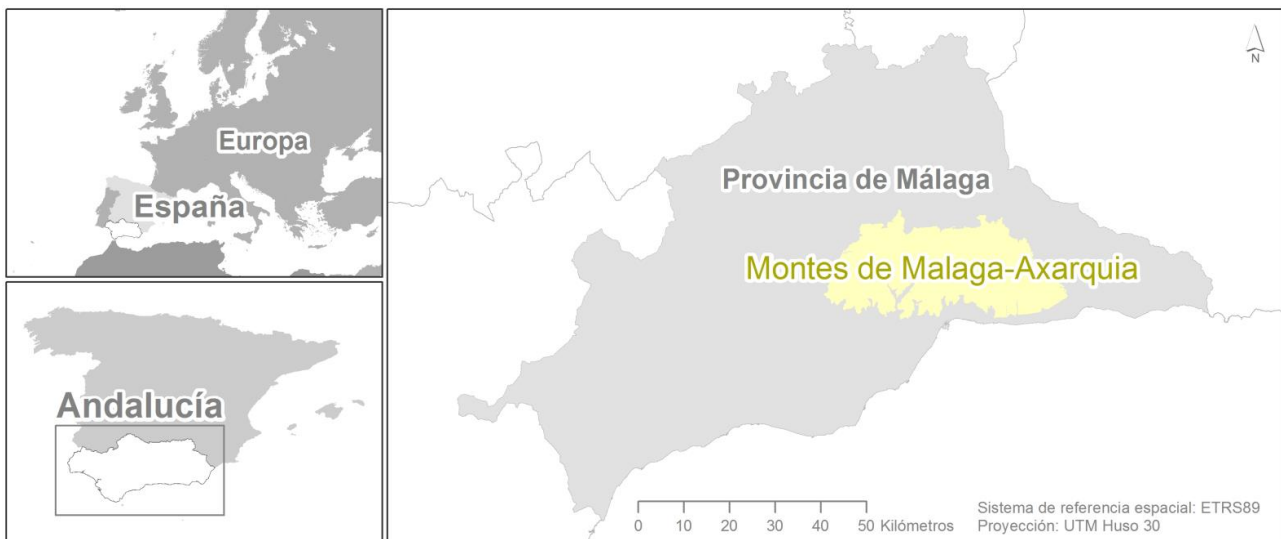 Europa
España
Andalucía
N
Provincia de Málaga
Montes de Malaga-Axarquia
0 10 20 30 40 50 Kilómetros
Sistema de referencia espacial: ETRS89
Proyección: UTM Huso 30